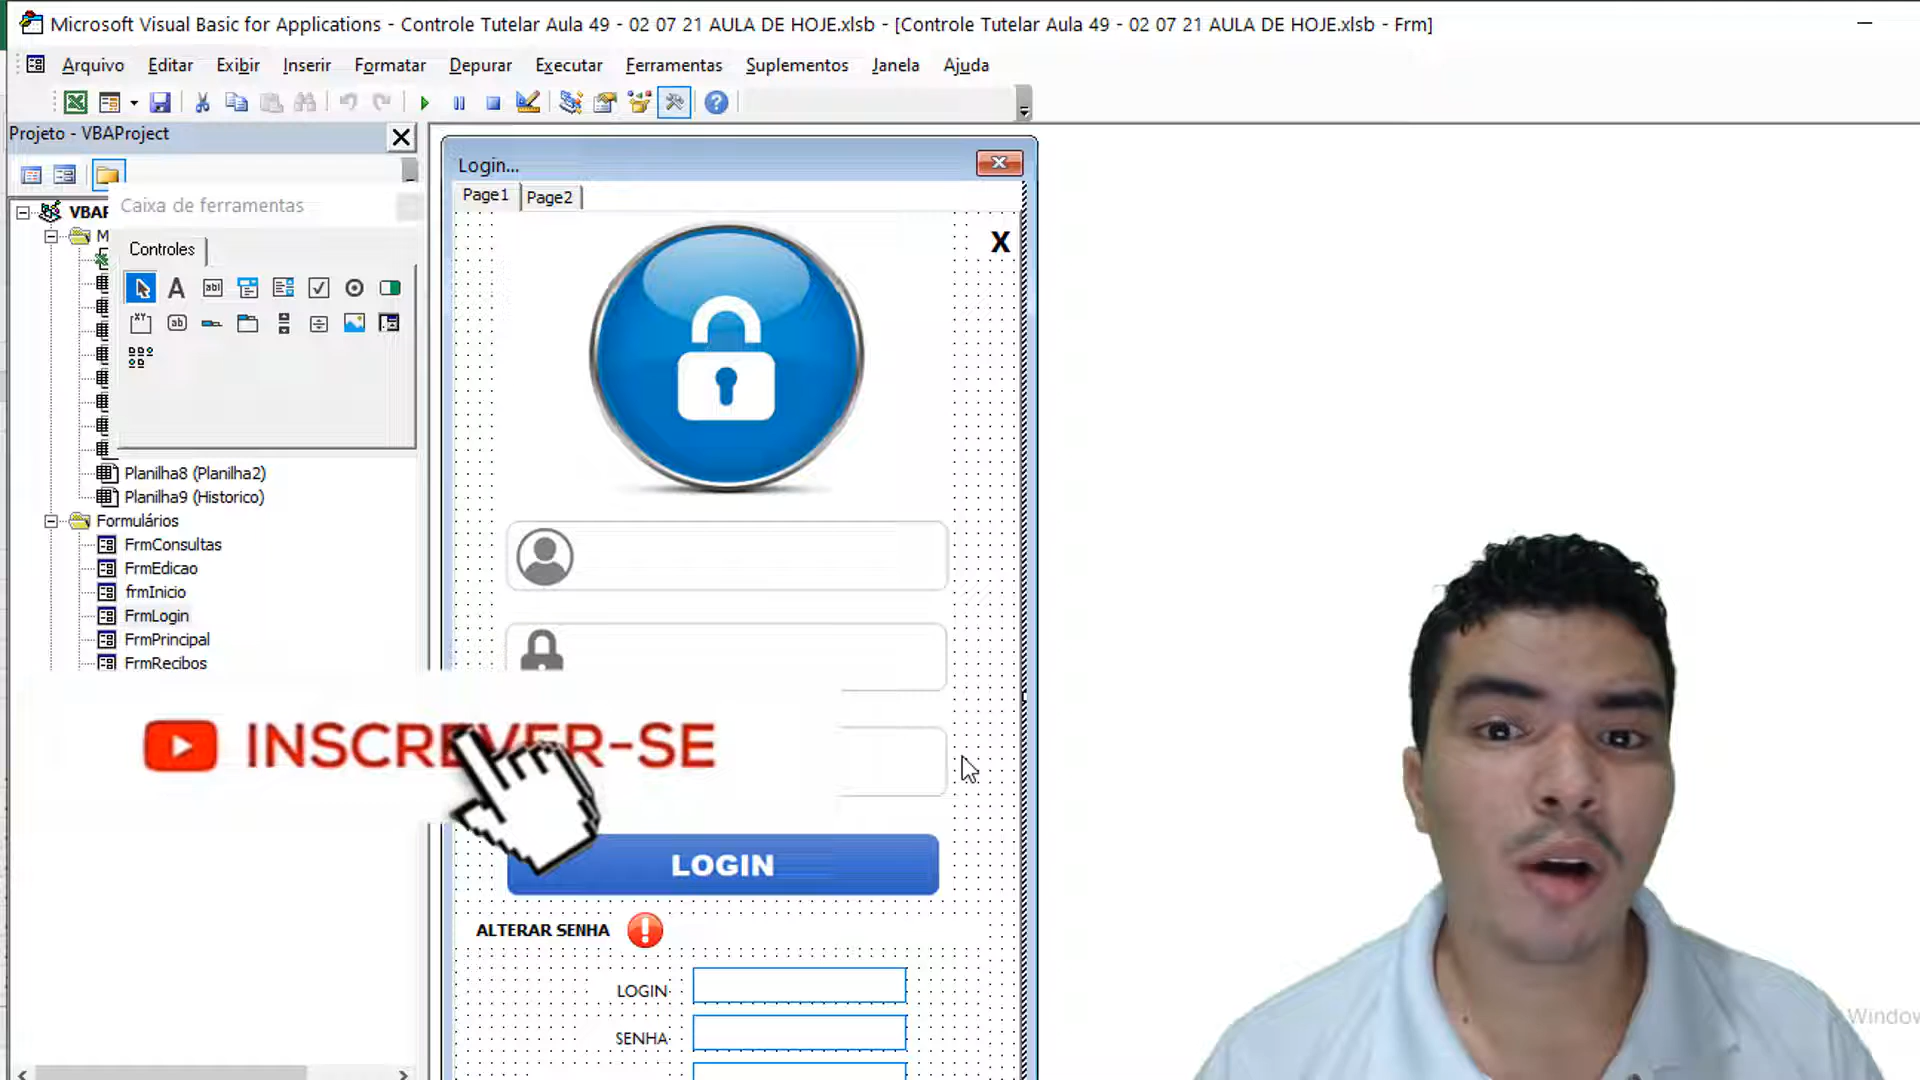 Microsoft Visual Basic for Applications - Controle Tutelar Aula 49 - 02 07 21 AULA DE HOJE.xlsb - [Controle Tutelar Aula 49 - 02 07 21 AULA DE HOJE.xlsb - Frm]
Arquivo Editar Exibir Inserir Formatar Depurar Executar Ferramentas Suplementos Janela Ajuda
Projeto - VBAProject
VBAP
M
Caixa de ferramentas
Controles
Planilha8 (Planilha2)
Planilha9 (Historico)
Formulários
FrmConsultas
FrmEdicao
frmInicio
FrmLogin
FrmPrincipal
FrmRecibos
Login...
Page1 Page2
X
INSCREVER-SE
LOGIN
ALTERAR SENHA
LOGIN
SENHA
Window